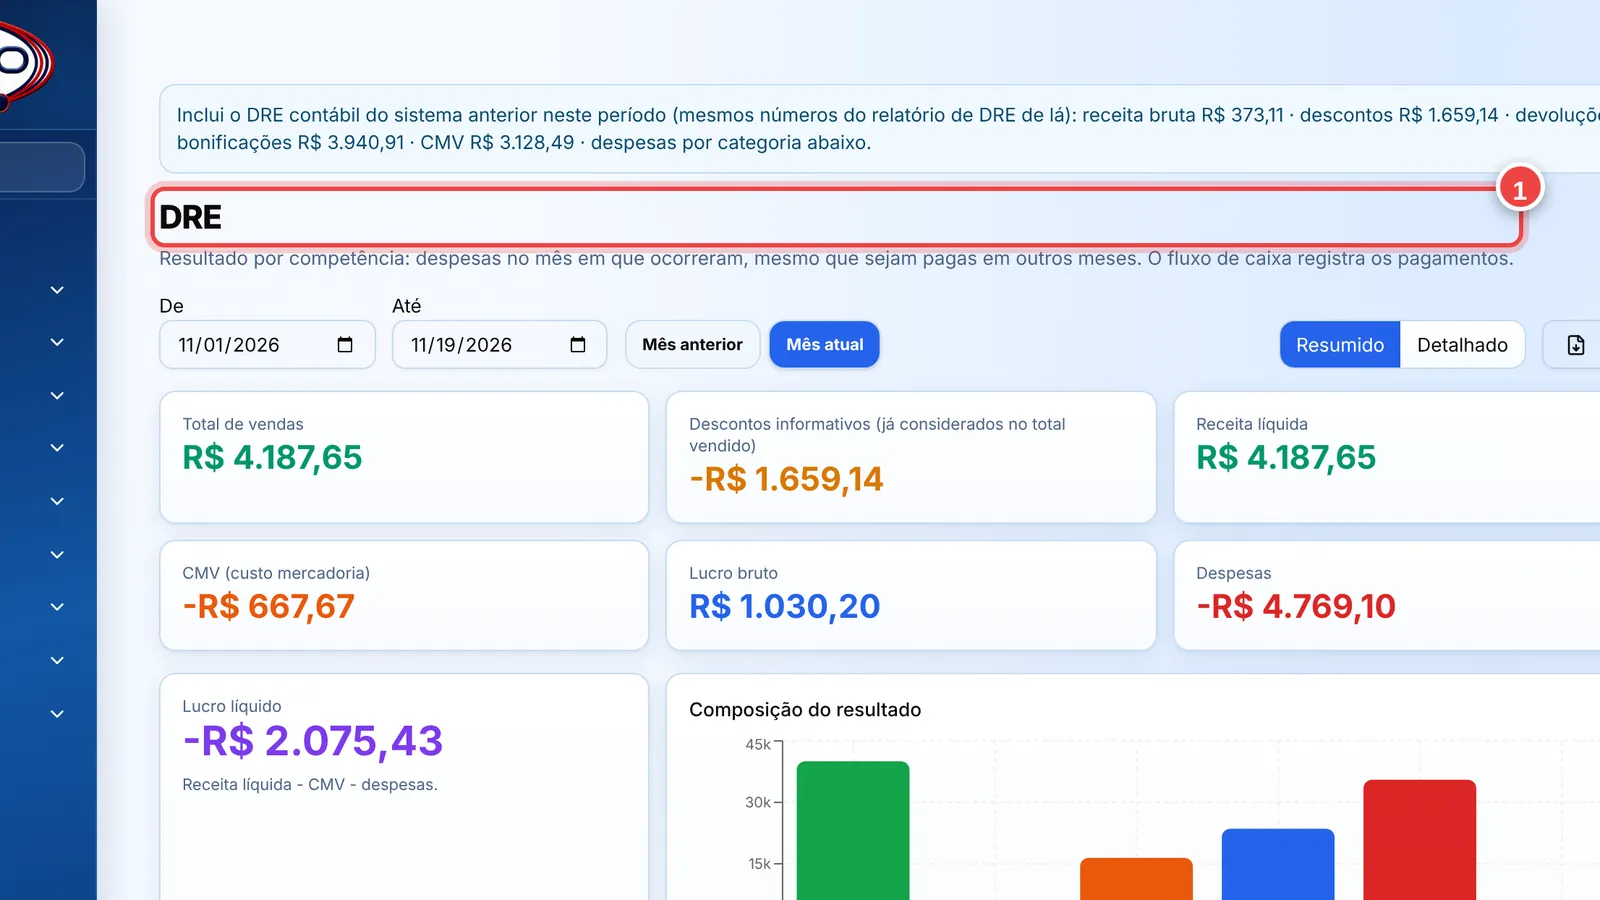 Inclui o DRE contábil do sistema anterior neste período (mesmos números do relatório de DRE de lá): receita bruta R$ 373,11 · descontos R$ 1.659,14 ·
bonificações R$ 3.940,91 · CMV R$ 3.128,49 · despesas por categoria abaixo.
1
DRE
Resultado por competência: despesas no mês em que ocorreram, mesmo que sejam pagas em outros meses. O fluxo de caixa registra os pagamentos.
De
Até
11/01/2026
11/19/2026
Mês anterior
Mês atual
Resumido
Detalhado
Total de vendas
R$ 4.187,65
Descontos informativos (já considerados no total
vendido)
-R$ 1.659,14
Receita líquida
R$ 4.187,65
CMV (custo mercadoria)
-R$ 667,67
Lucro bruto
R$ 1.030,20
Despesas
-R$ 4.769,10
Lucro líquido
-R$ 2.075,43
Receita líquida - CMV - despesas.
Composição do resultado
45k
30k
15k